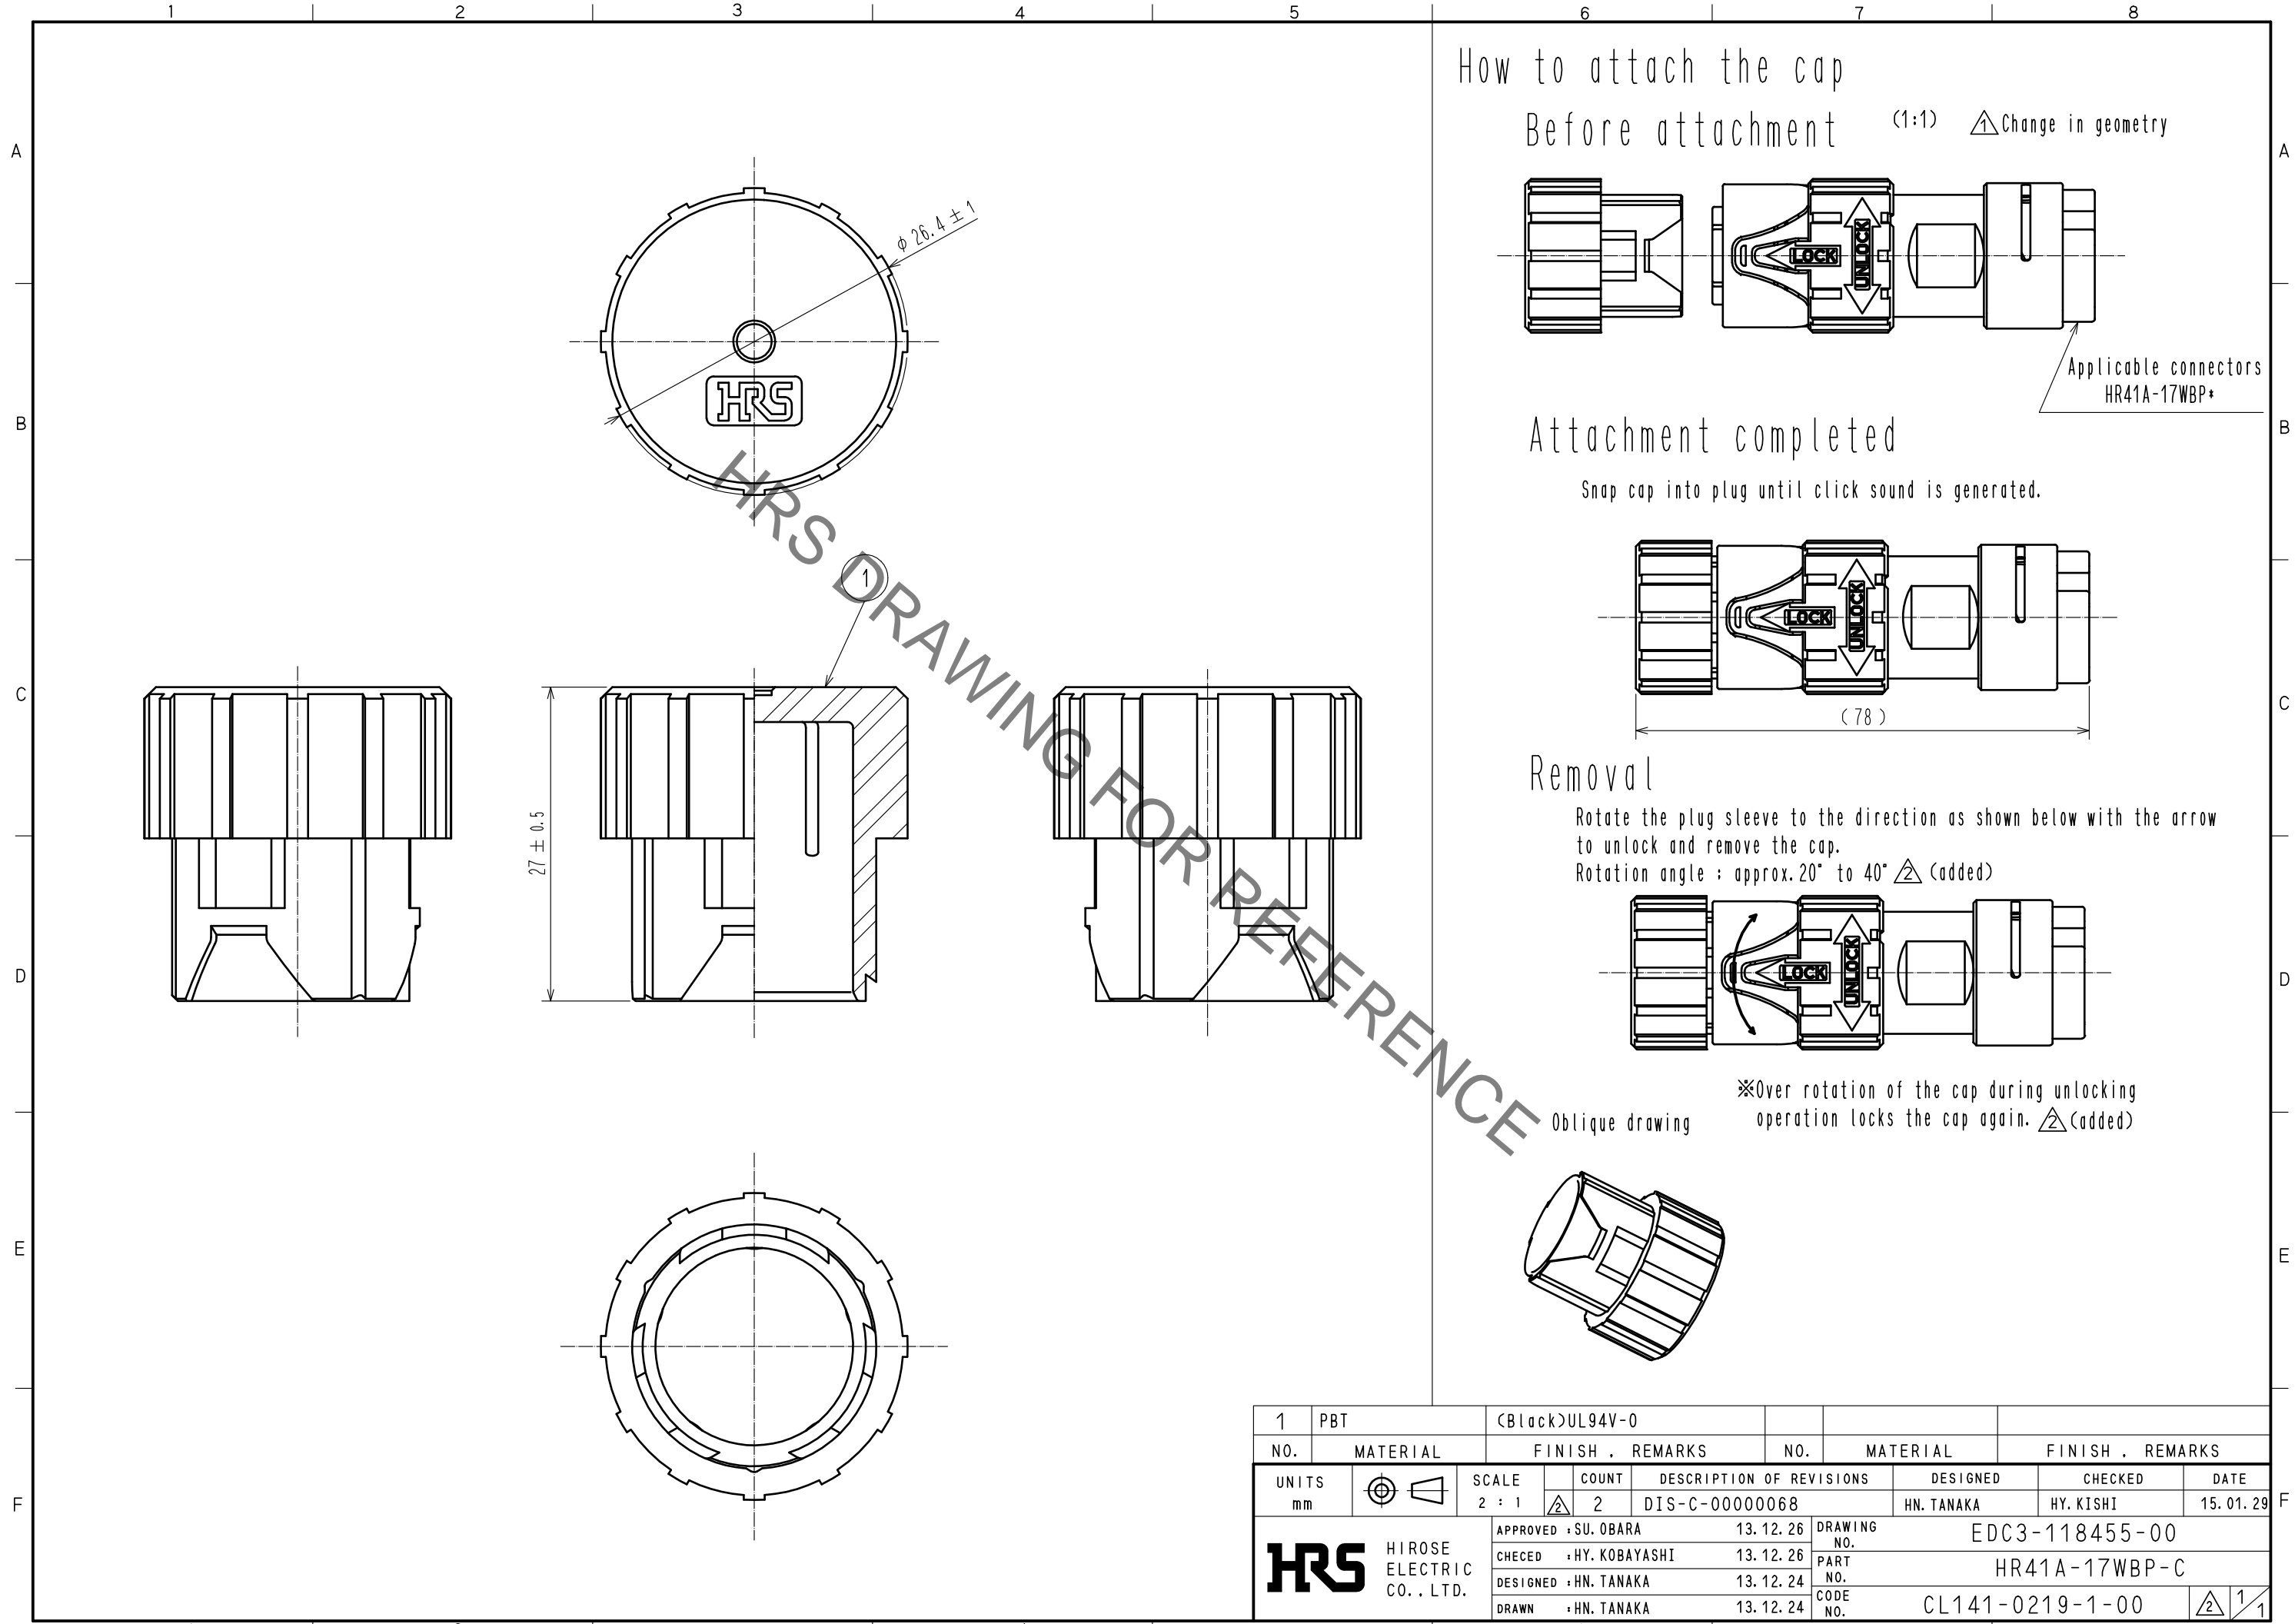 1 2 3 4 5 6 7 8
A A
B B
C C
D D
E E
F F
How to attach the cap
Before attachment (1:1) △1 Change in geometry
LOCK
UNLOCK
Applicable connectors
HR41A-17WBP*
Attachment completed
Snap cap into plug until click sound is generated.
LOCK
UNLOCK
(78)
Removal
Rotate the plug sleeve to the direction as shown below with the arrow
to unlock and remove the cap.
Rotation angle : approx.20° to 40° △2 (added)
LOCK
UNLOCK
※Over rotation of the cap during unlocking
operation locks the cap again. △2 (added)
Oblique drawing
φ 26.4 ± 1
HRS
1
27 ± 0.5
HRS DRAWING FOR REFERENCE
1 PBT (Black)UL94V-0
NO. MATERIAL FINISH . REMARKS NO. MATERIAL FINISH . REMARKS
UNITS
mm
SCALE
2 : 1
COUNT DESCRIPTION OF REVISIONS DESIGNED CHECKED DATE
△2 2 DIS-C-00000068 HN.TANAKA HY.KISHI 15.01.29
HRS
HIROSE
ELECTRIC
CO.,LTD.
APPROVED :SU.OBARA 13.12.26
CHECED :HY.KOBAYASHI 13.12.26
DESIGNED :HN.TANAKA 13.12.24
DRAWN :HN.TANAKA 13.12.24
DRAWING NO. EDC3-118455-00
PART NO. HR41A-17WBP-C
CODE NO. CL141-0219-1-00 △2 1/1